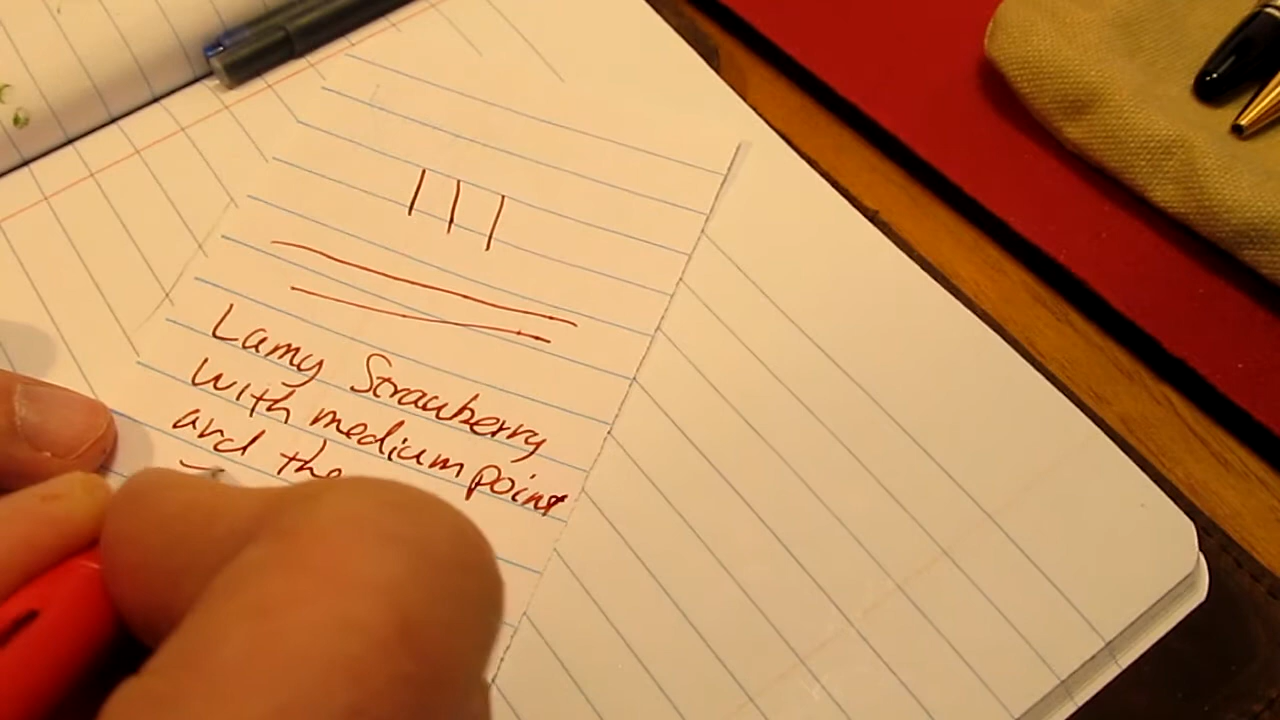 Lamy Strawberry
with medium point
and the